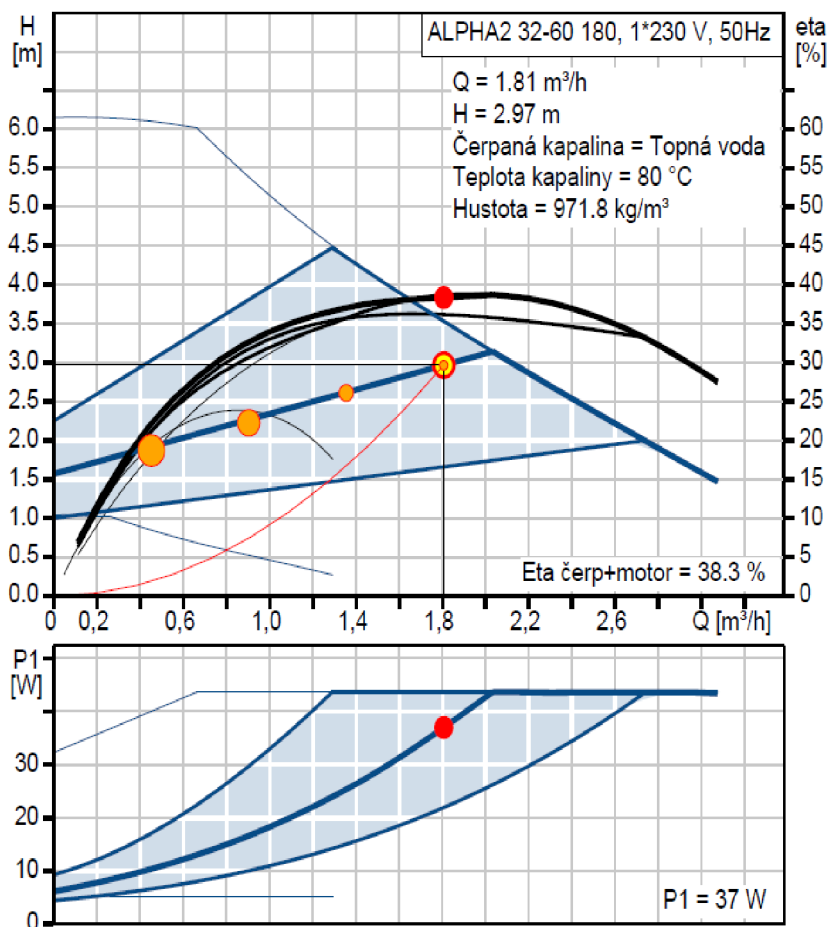 H
[m]
ALPHA2 32-60 180, 1*230 V, 50Hz
eta
[%]
Q = 1.81 m³/h
H = 2.97 m
Čerpaná kapalina = Topná voda
Teplota kapaliny = 80 °C
Hustota = 971.8 kg/m³
6.0
5.5
5.0
4.5
4.0
3.5
3.0
2.5
2.0
1.5
1.0
0.5
0.0
60
50
45
40
35
30
25
20
15
10
5
0
Eta čerp+motor = 38.3 %
0
0,2
0,6
1,0
1,4
1,8
2,2
2,6
Q [m³/h]
P1
[W]
30
20
10
0
P1 = 37 W